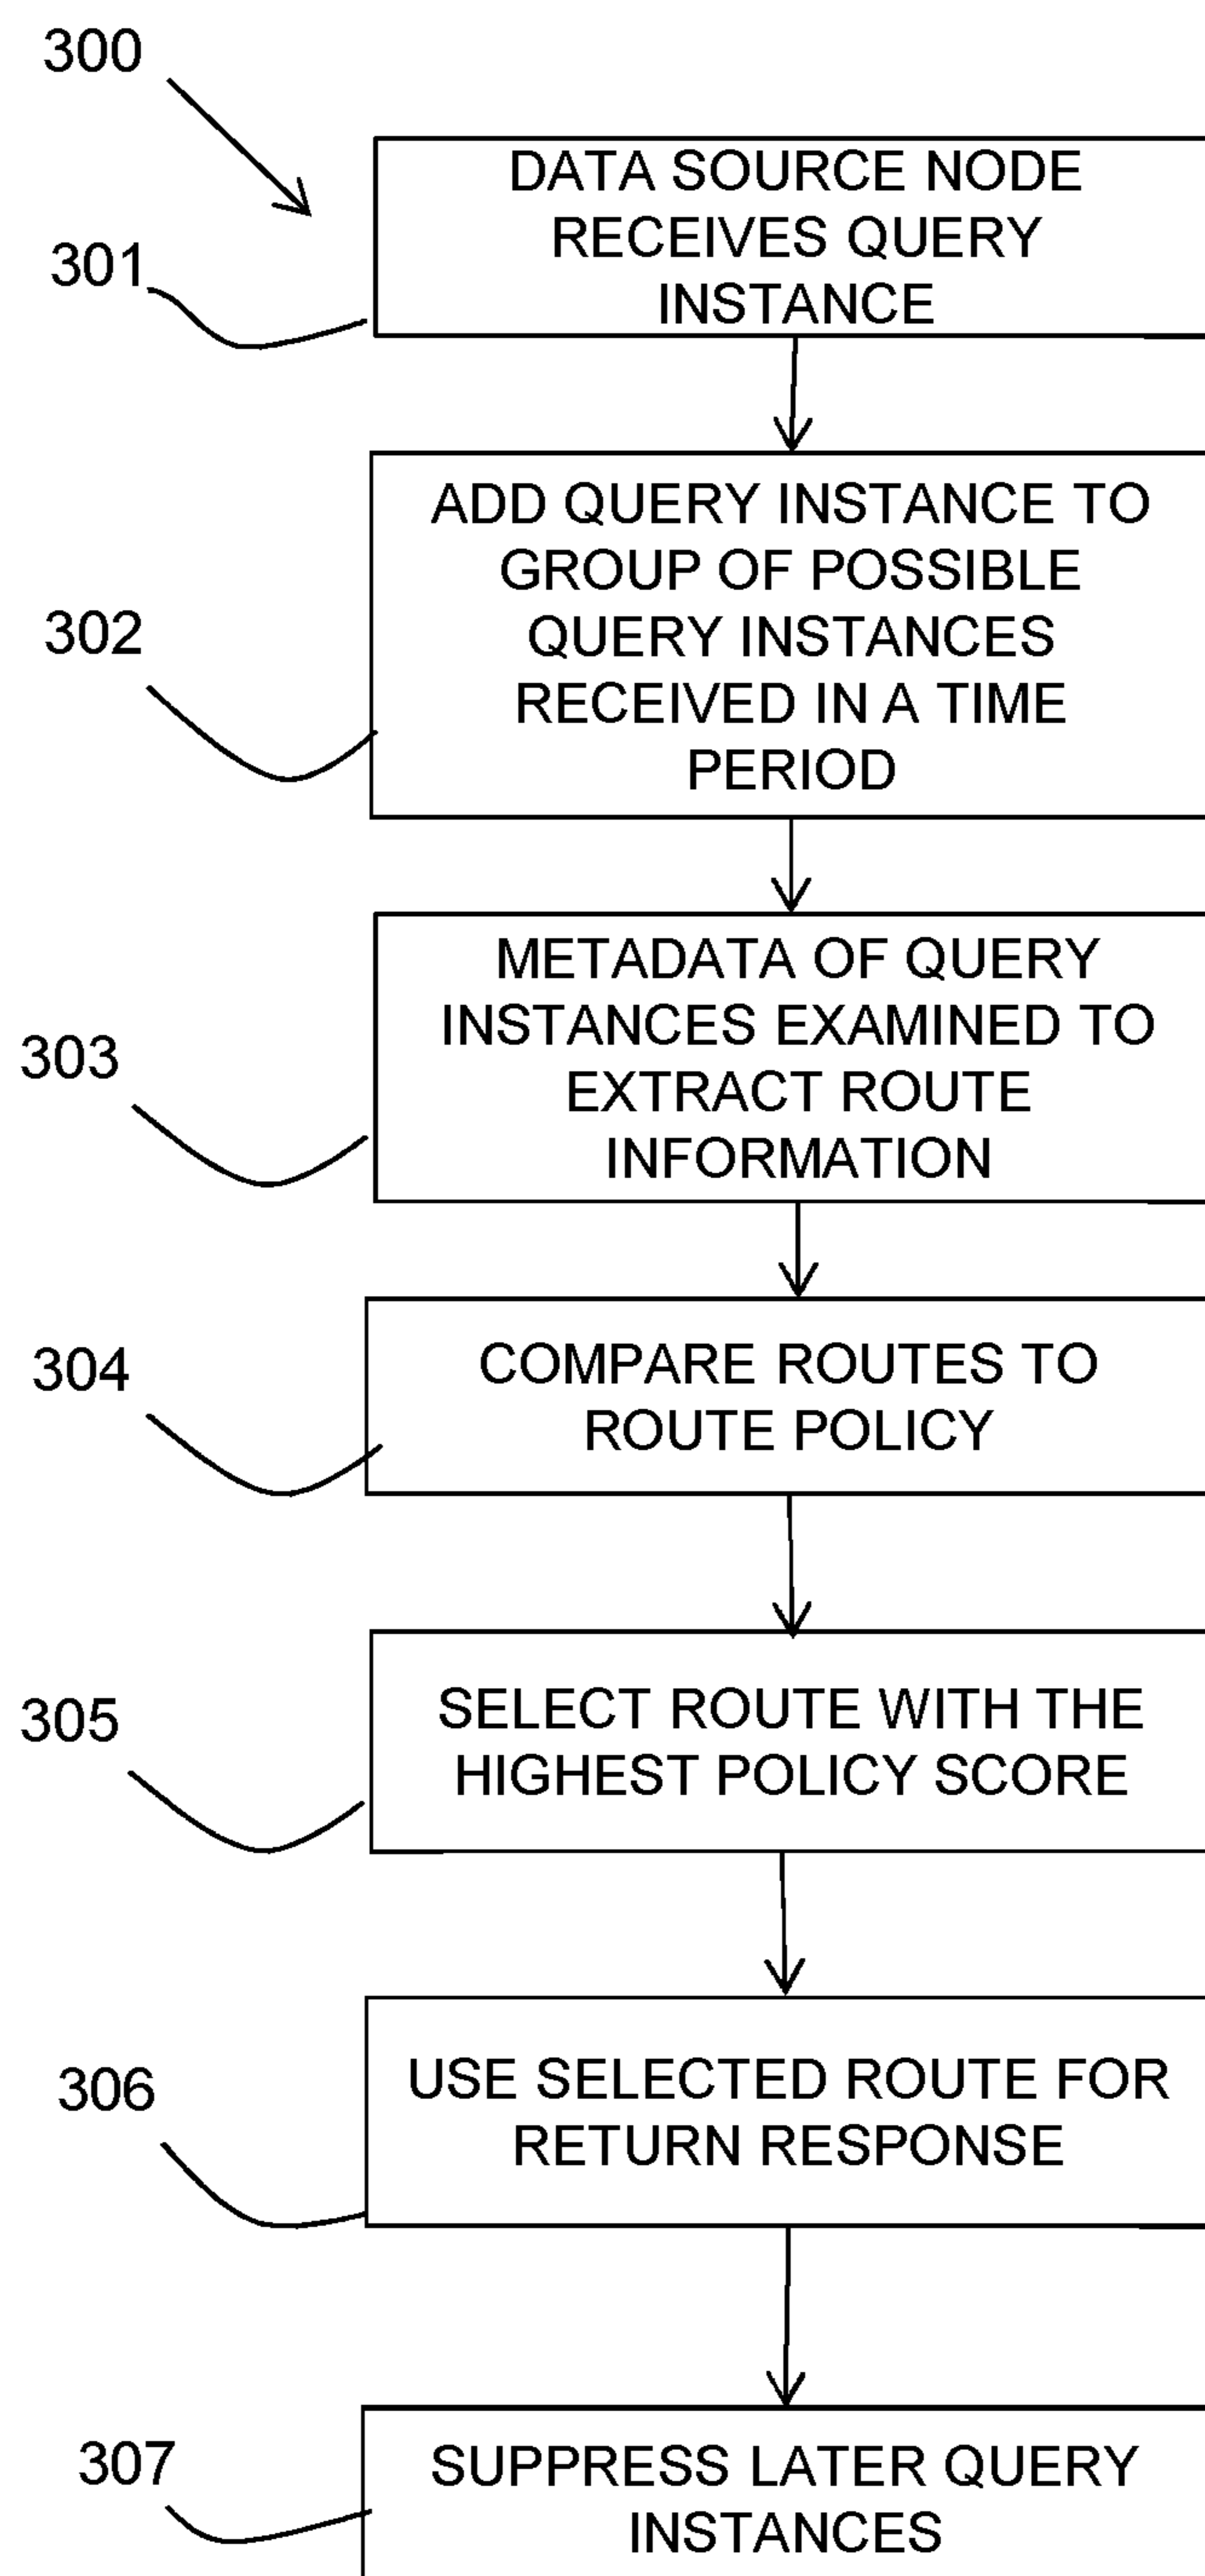 300
301
DATA SOURCE NODE
RECEIVES QUERY
INSTANCE
302
ADD QUERY INSTANCE TO
GROUP OF POSSIBLE
QUERY INSTANCES
RECEIVED IN A TIME
PERIOD
303
METADATA OF QUERY
INSTANCES EXAMINED TO
EXTRACT ROUTE
INFORMATION
304
COMPARE ROUTES TO
ROUTE POLICY
305
SELECT ROUTE WITH THE
HIGHEST POLICY SCORE
306
USE SELECTED ROUTE FOR
RETURN RESPONSE
307
SUPPRESS LATER QUERY
INSTANCES